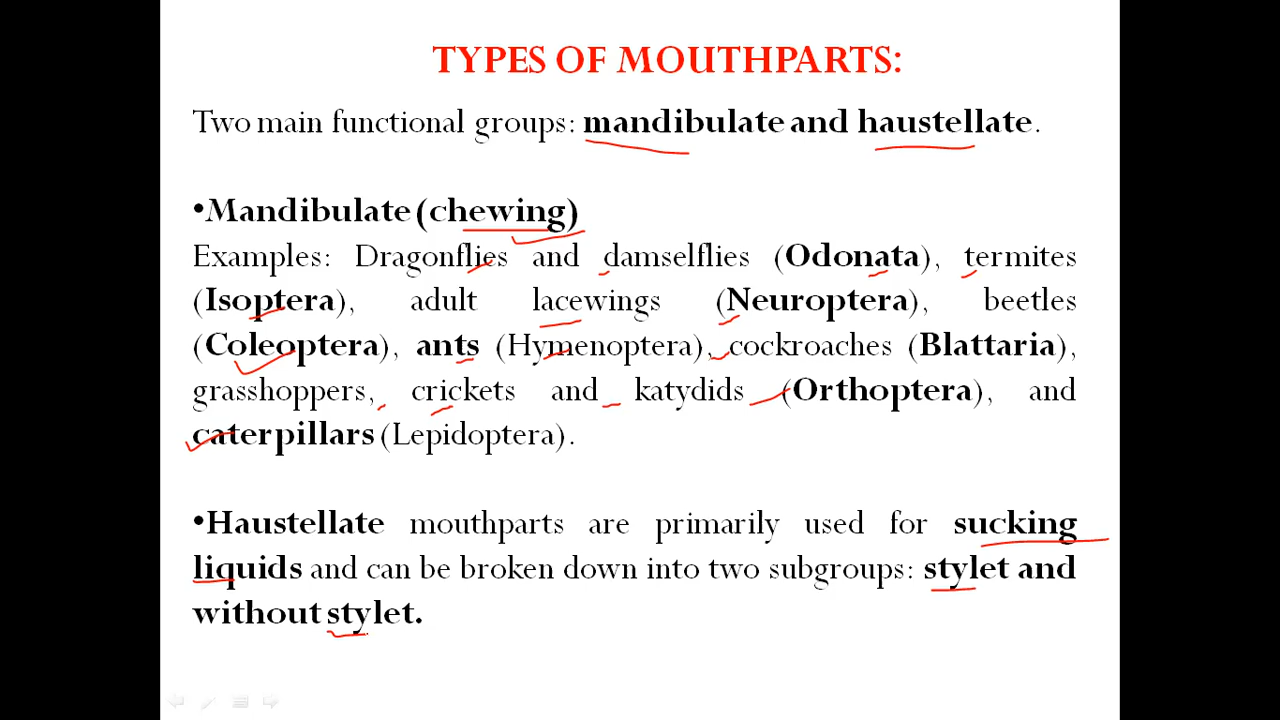 TYPES OF MOUTHPARTS:
Two main functional groups: mandibulate and haustellate.
•Mandibulate (chewing)
Examples: Dragonflies and damselflies (Odonata), termites
(Isoptera), adult lacewings (Neuroptera), beetles
(Coleoptera), ants (Hymenoptera), cockroaches (Blattaria),
grasshoppers, crickets and katydids (Orthoptera), and
caterpillars (Lepidoptera).
•Haustellate mouthparts are primarily used for sucking
liquids and can be broken down into two subgroups: stylet and
without stylet.